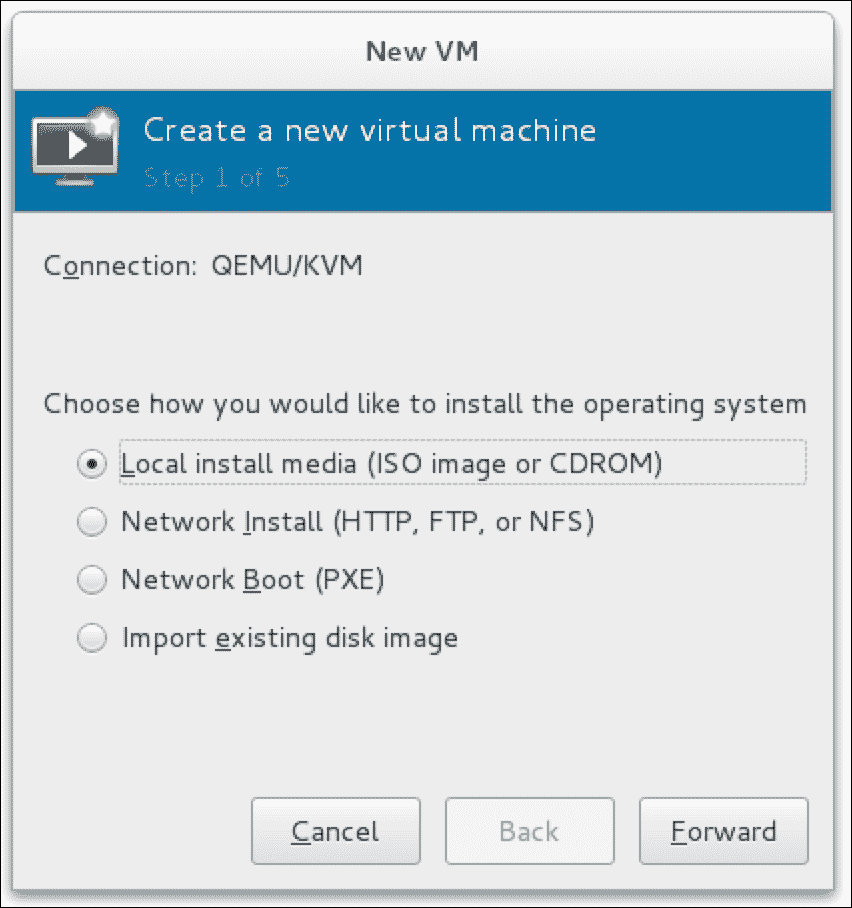 New VM
Create a new virtual machine
Step 1 of 5
Connection: QEMU/KVM
Choose how you would like to install the operating system
Local install media (ISO image or CDROM)
Network Install (HTTP, FTP, or NFS)
Network Boot (PXE)
Import existing disk image
Cancel
Back
Forward